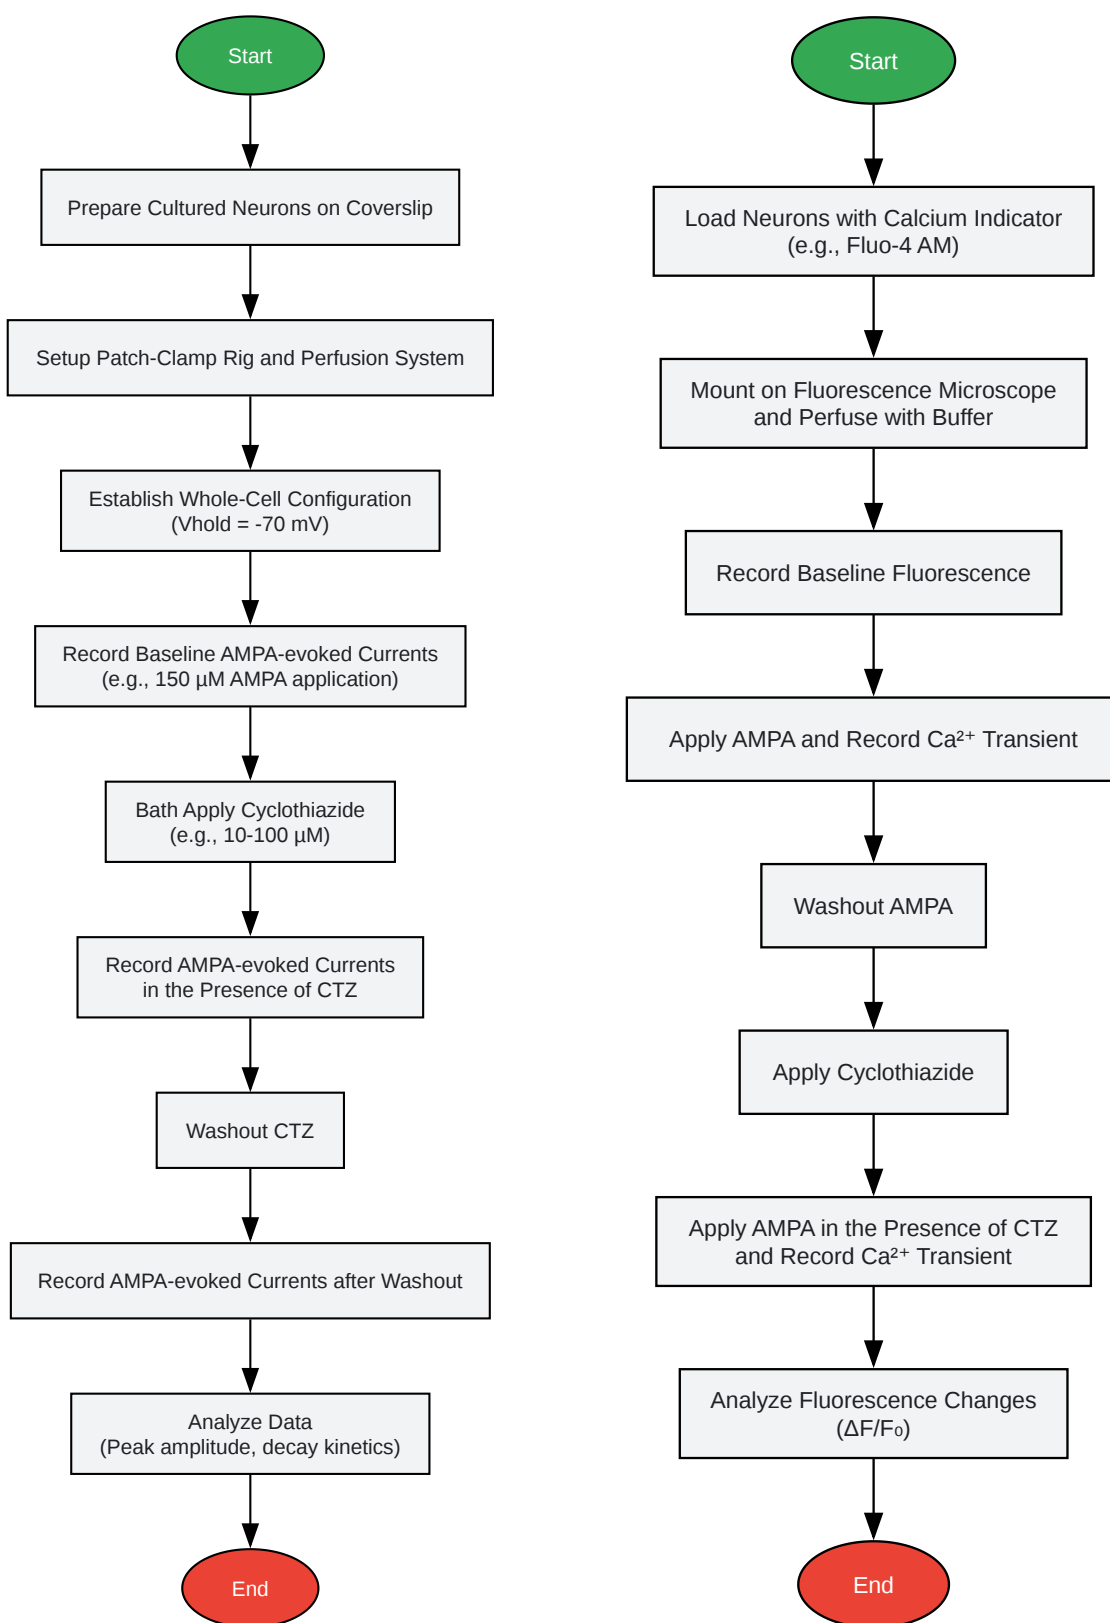 Start
Prepare Cultured Neurons on Coverslip
Setup Patch-Clamp Rig and Perfusion System
Establish Whole-Cell Configuration
(Vhold = -70 mV)
Record Baseline AMPA-evoked Currents
(e.g., 150 µM AMPA application)
Bath Apply Cyclothiazide
(e.g., 10-100 µM)
Record AMPA-evoked Currents
in the Presence of CTZ
Washout CTZ
Record AMPA-evoked Currents after Washout
Analyze Data
(Peak amplitude, decay kinetics)
End
Start
Load Neurons with Calcium Indicator
(e.g., Fluo-4 AM)
Mount on Fluorescence Microscope
and Perfuse with Buffer
Record Baseline Fluorescence
Apply AMPA and Record Ca²⁺ Transient
Washout AMPA
Apply Cyclothiazide
Apply AMPA in the Presence of CTZ
and Record Ca²⁺ Transient
Analyze Fluorescence Changes
(ΔF/F₀)
End